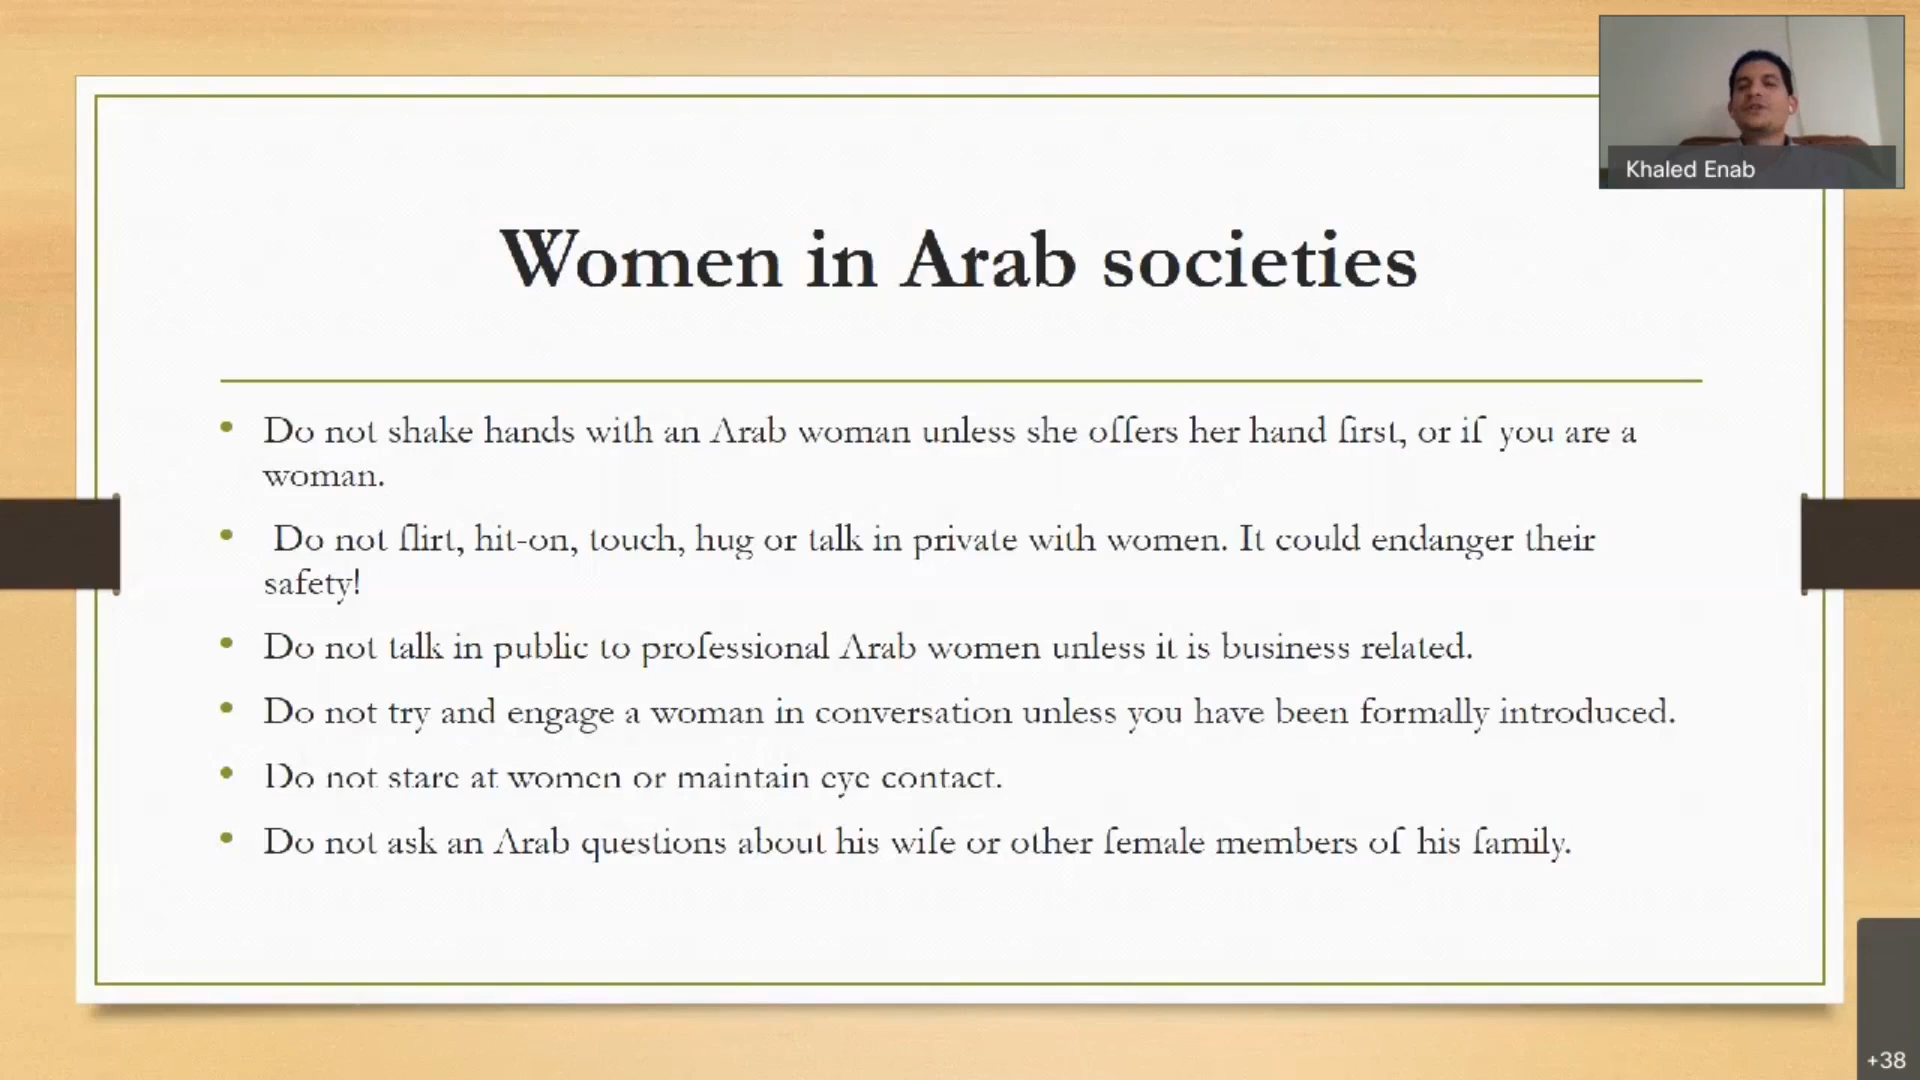 Khaled Enab
Women in Arab societies
• Do not shake hands with an Arab woman unless she offers her hand first, or if you are a
woman.
• Do not flirt, hit-on, touch, hug or talk in private with women. It could endanger their
safety!
• Do not talk in public to professional Arab women unless it is business related.
• Do not try and engage a woman in conversation unless you have been formally introduced.
• Do not stare at women or maintain eye contact.
• Do not ask an Arab questions about his wife or other female members of his family.
+38